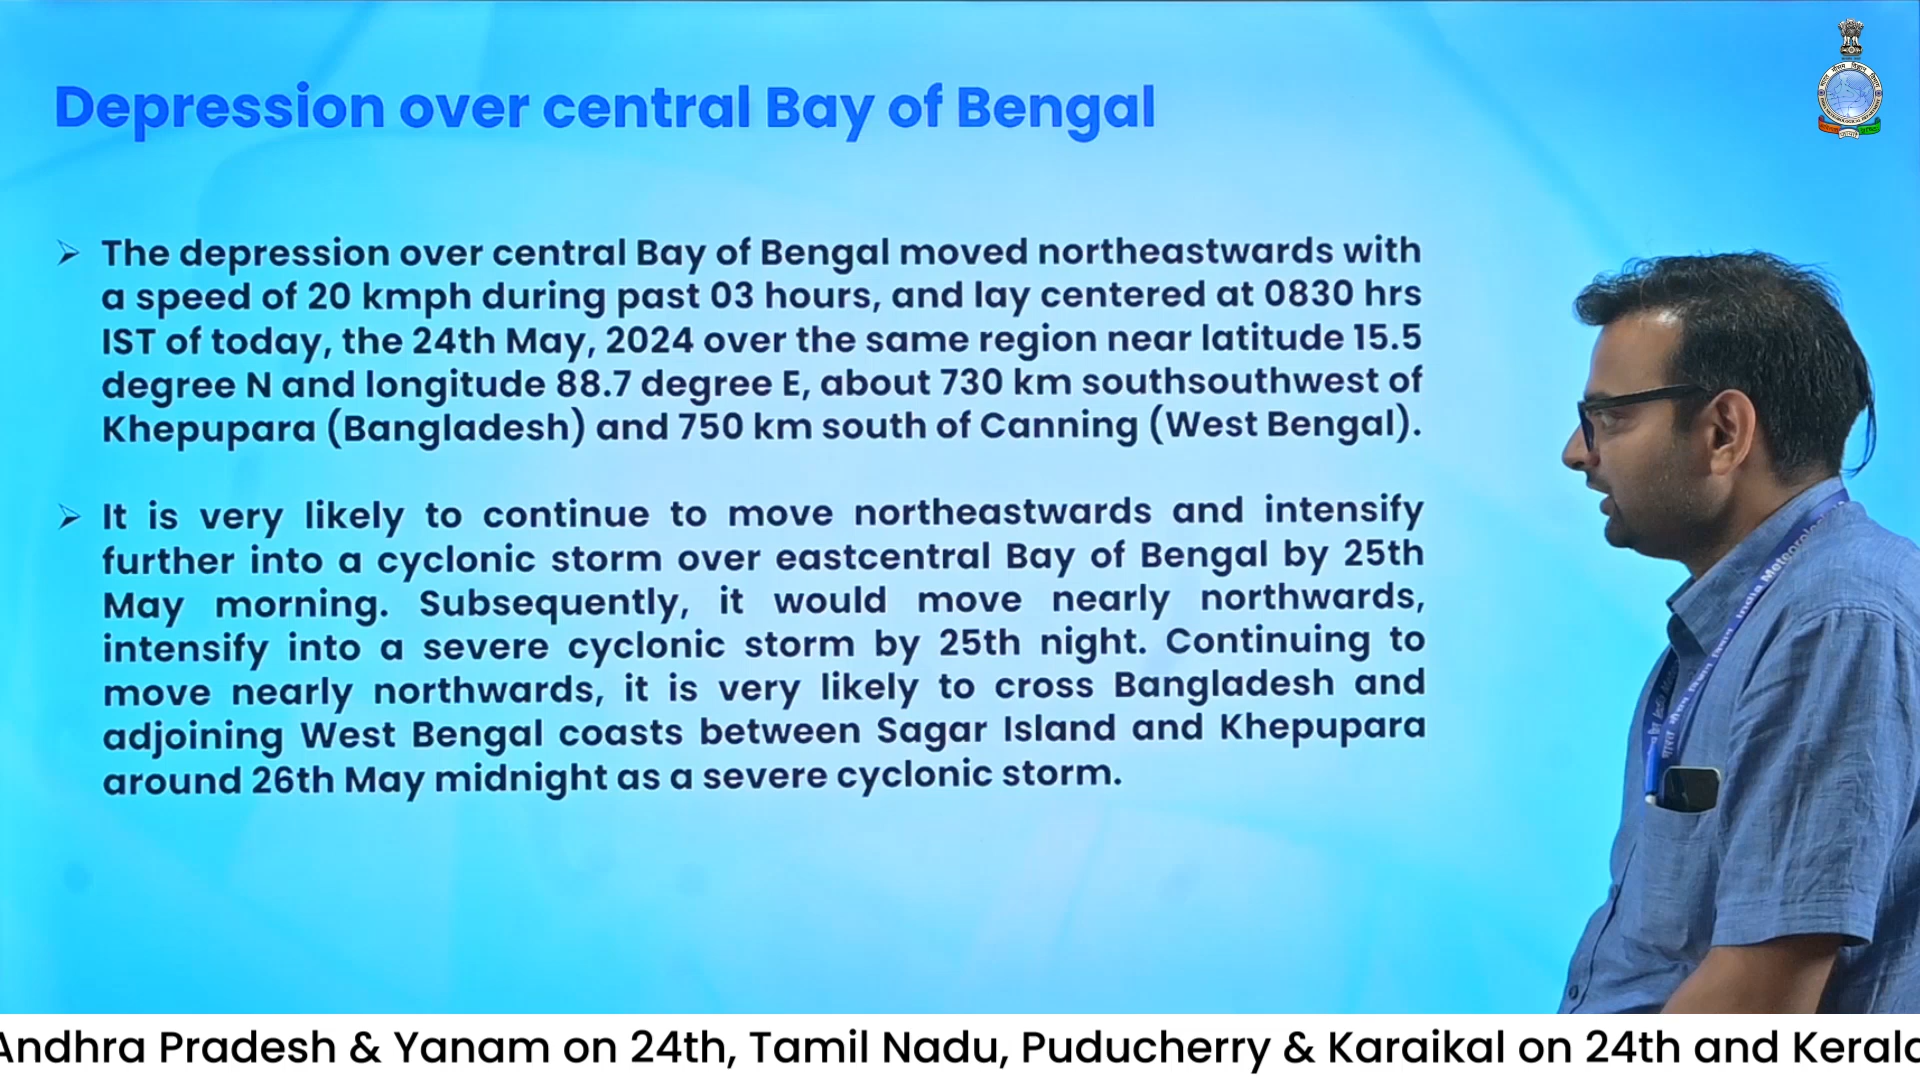 Depression over central Bay of Bengal
The depression over central Bay of Bengal moved northeastwards with
a speed of 20 kmph during past 03 hours, and lay centered at 0830 hrs
IST of today, the 24th May, 2024 over the same region near latitude 15.5
degree N and longitude 88.7 degree E, about 730 km southsouthwest of
Khepupara (Bangladesh) and 750 km south of Canning (West Bengal).
It is very likely to continue to move northeastwards and intensify
further into a cyclonic storm over eastcentral Bay of Bengal by 25th
May morning. Subsequently, it would move nearly northwards,
intensify into a severe cyclonic storm by 25th night. Continuing to
move nearly northwards, it is very likely to cross Bangladesh and
adjoining West Bengal coasts between Sagar Island and Khepupara
around 26th May midnight as a severe cyclonic storm.
India
Andhra Pradesh & Yanam on 24th, Tamil Nadu, Puducherry & Karaikal on 24th and Kerala